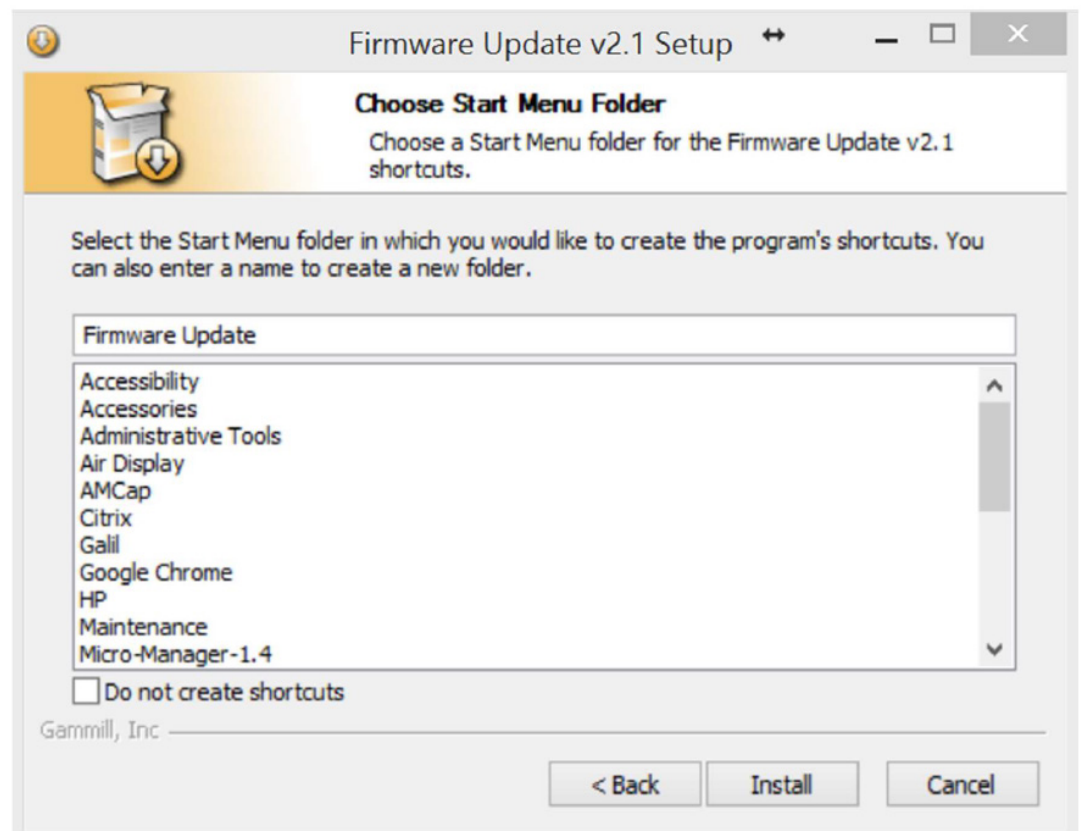 Firmware Update v2.1 Setup
Choose Start Menu Folder
Choose a Start Menu folder for the Firmware Update v2.1
shortcuts.
Select the Start Menu folder in which you would like to create the program's shortcuts. You
can also enter a name to create a new folder.
Firmware Update
Accessibility
Accessories
Administrative Tools
Air Display
AMCap
Citrix
Galil
Google Chrome
HP
Maintenance
Micro-Manager-1.4
Do not create shortcuts
Gammill, Inc
< Back
Install
Cancel